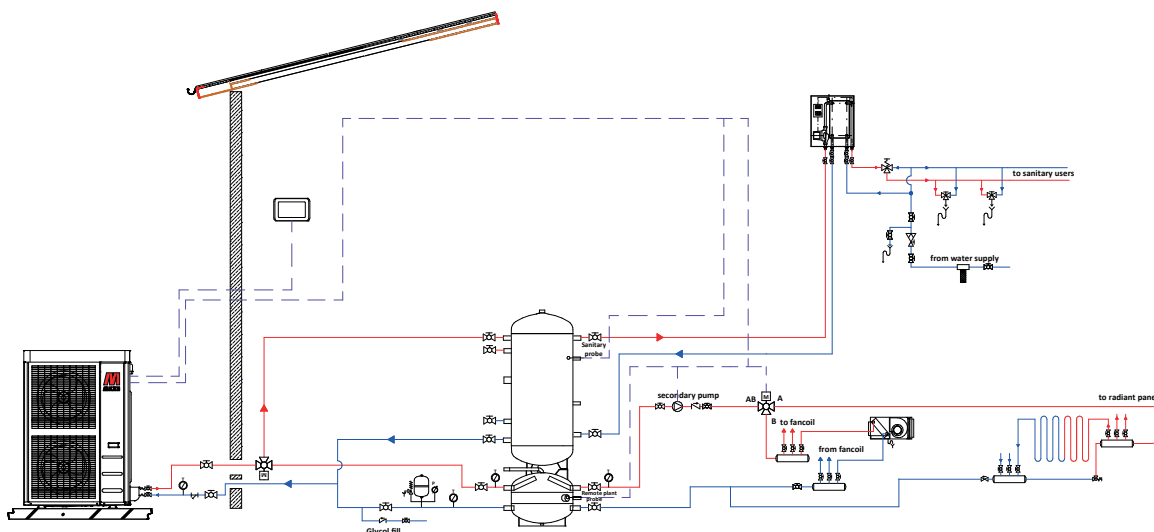 to sanitary users
from water supply
Sanitary
probe
secondary pump
M
AB
A
B
to radiant pane
to fancoil
from fancoil
Remote plant
probe
M
T
T
P
T
T
T
Glycol fill